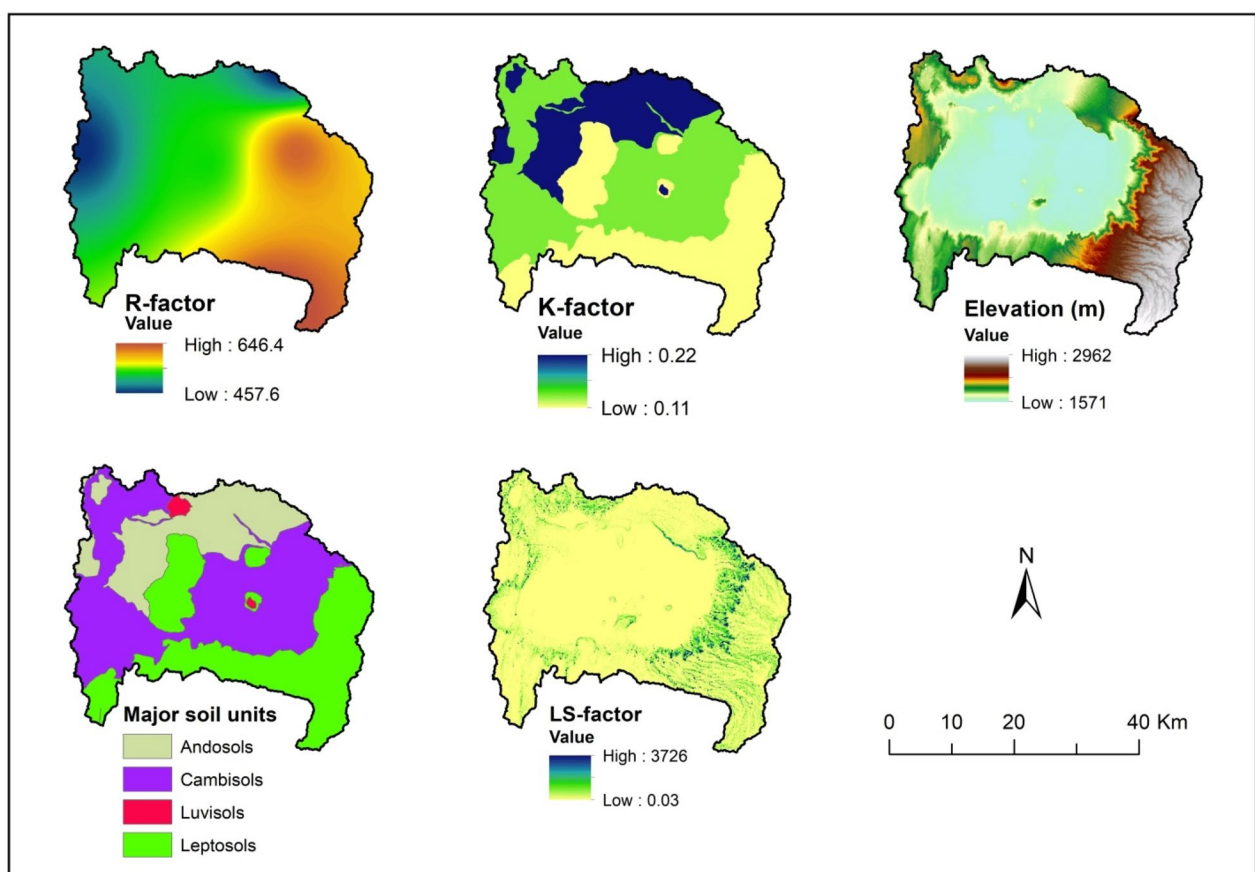 R-factor
Value
High : 646.4
Low : 457.6
K-factor
Value
High : 0.22
Low : 0.11
Elevation (m)
Value
High : 2962
Low : 1571
Major soil units
Andosols
Cambisols
Luvisols
Leptosols
LS-factor
Value
High : 3726
Low : 0.03
N
0 10 20 40 Km